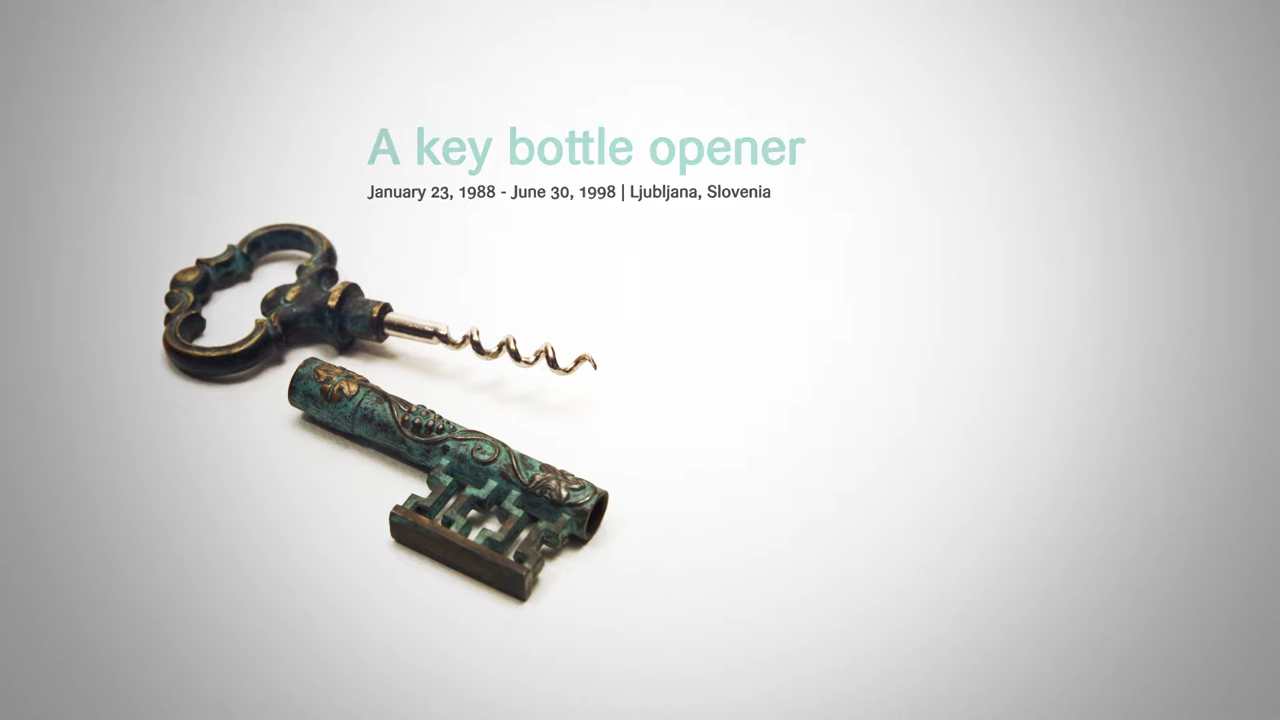 A key bottle opener
January 23, 1988 - June 30, 1998 | Ljubljana, Slovenia